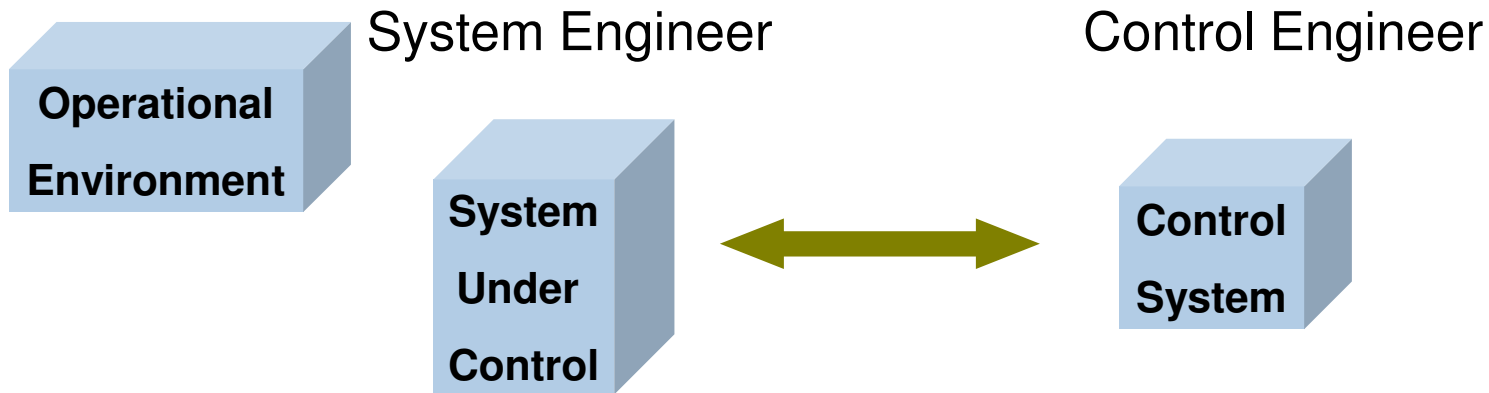 System Engineer
Control Engineer
Operational
Environment
System
Under
Control
Control
System